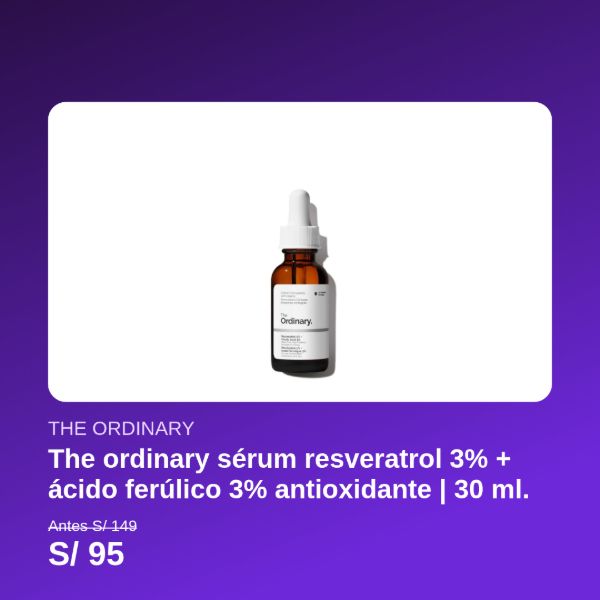 The
Ordinary.
THE ORDINARY
The ordinary sérum resveratrol 3% +
ácido ferúlico 3% antioxidante | 30 ml.
Antes S/ 149
S/ 95